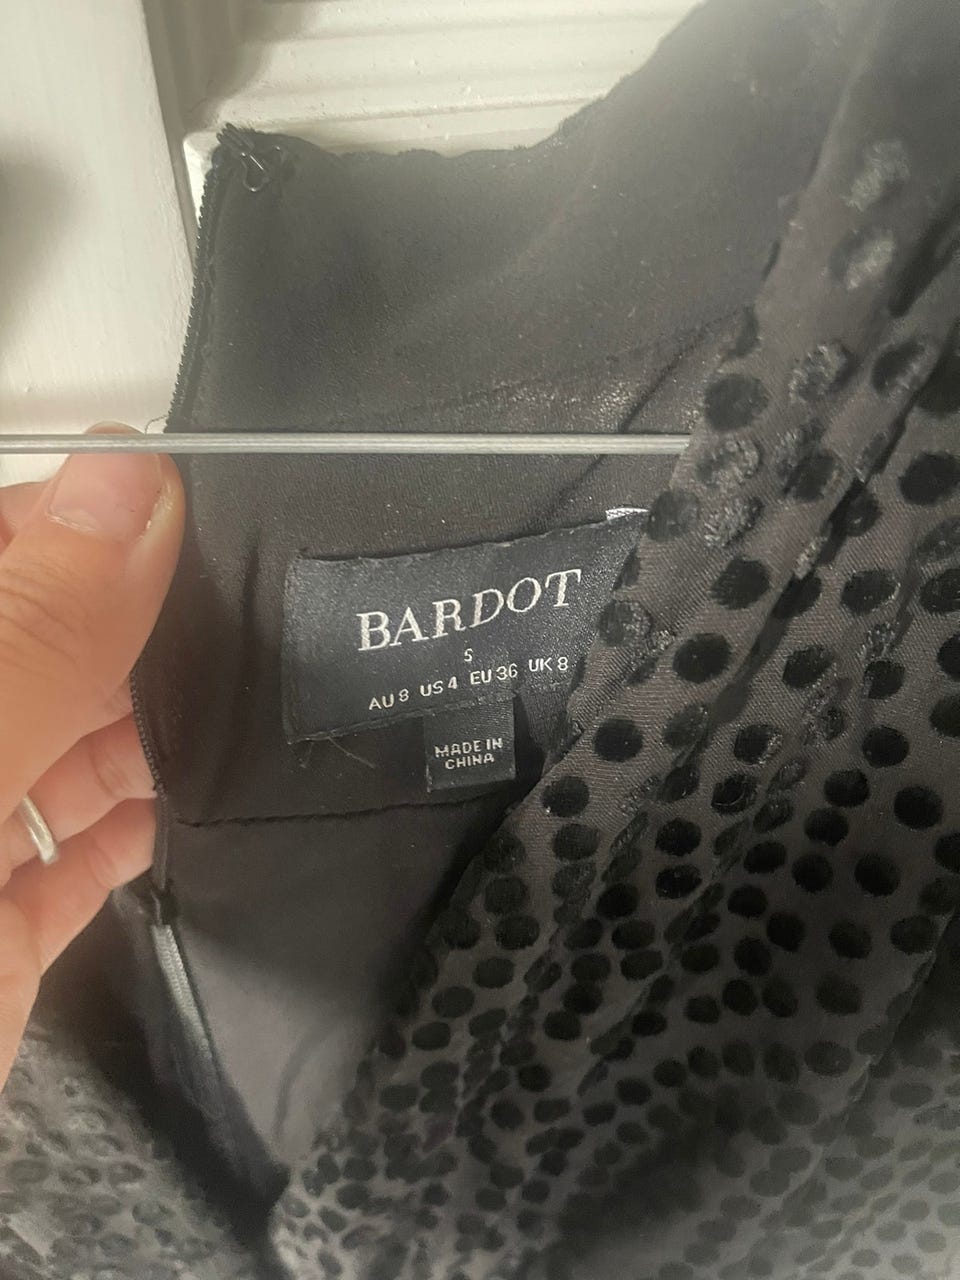 BARDOT
S
AU 8 US 4 EU 36 UK 8
MADE IN
CHINA